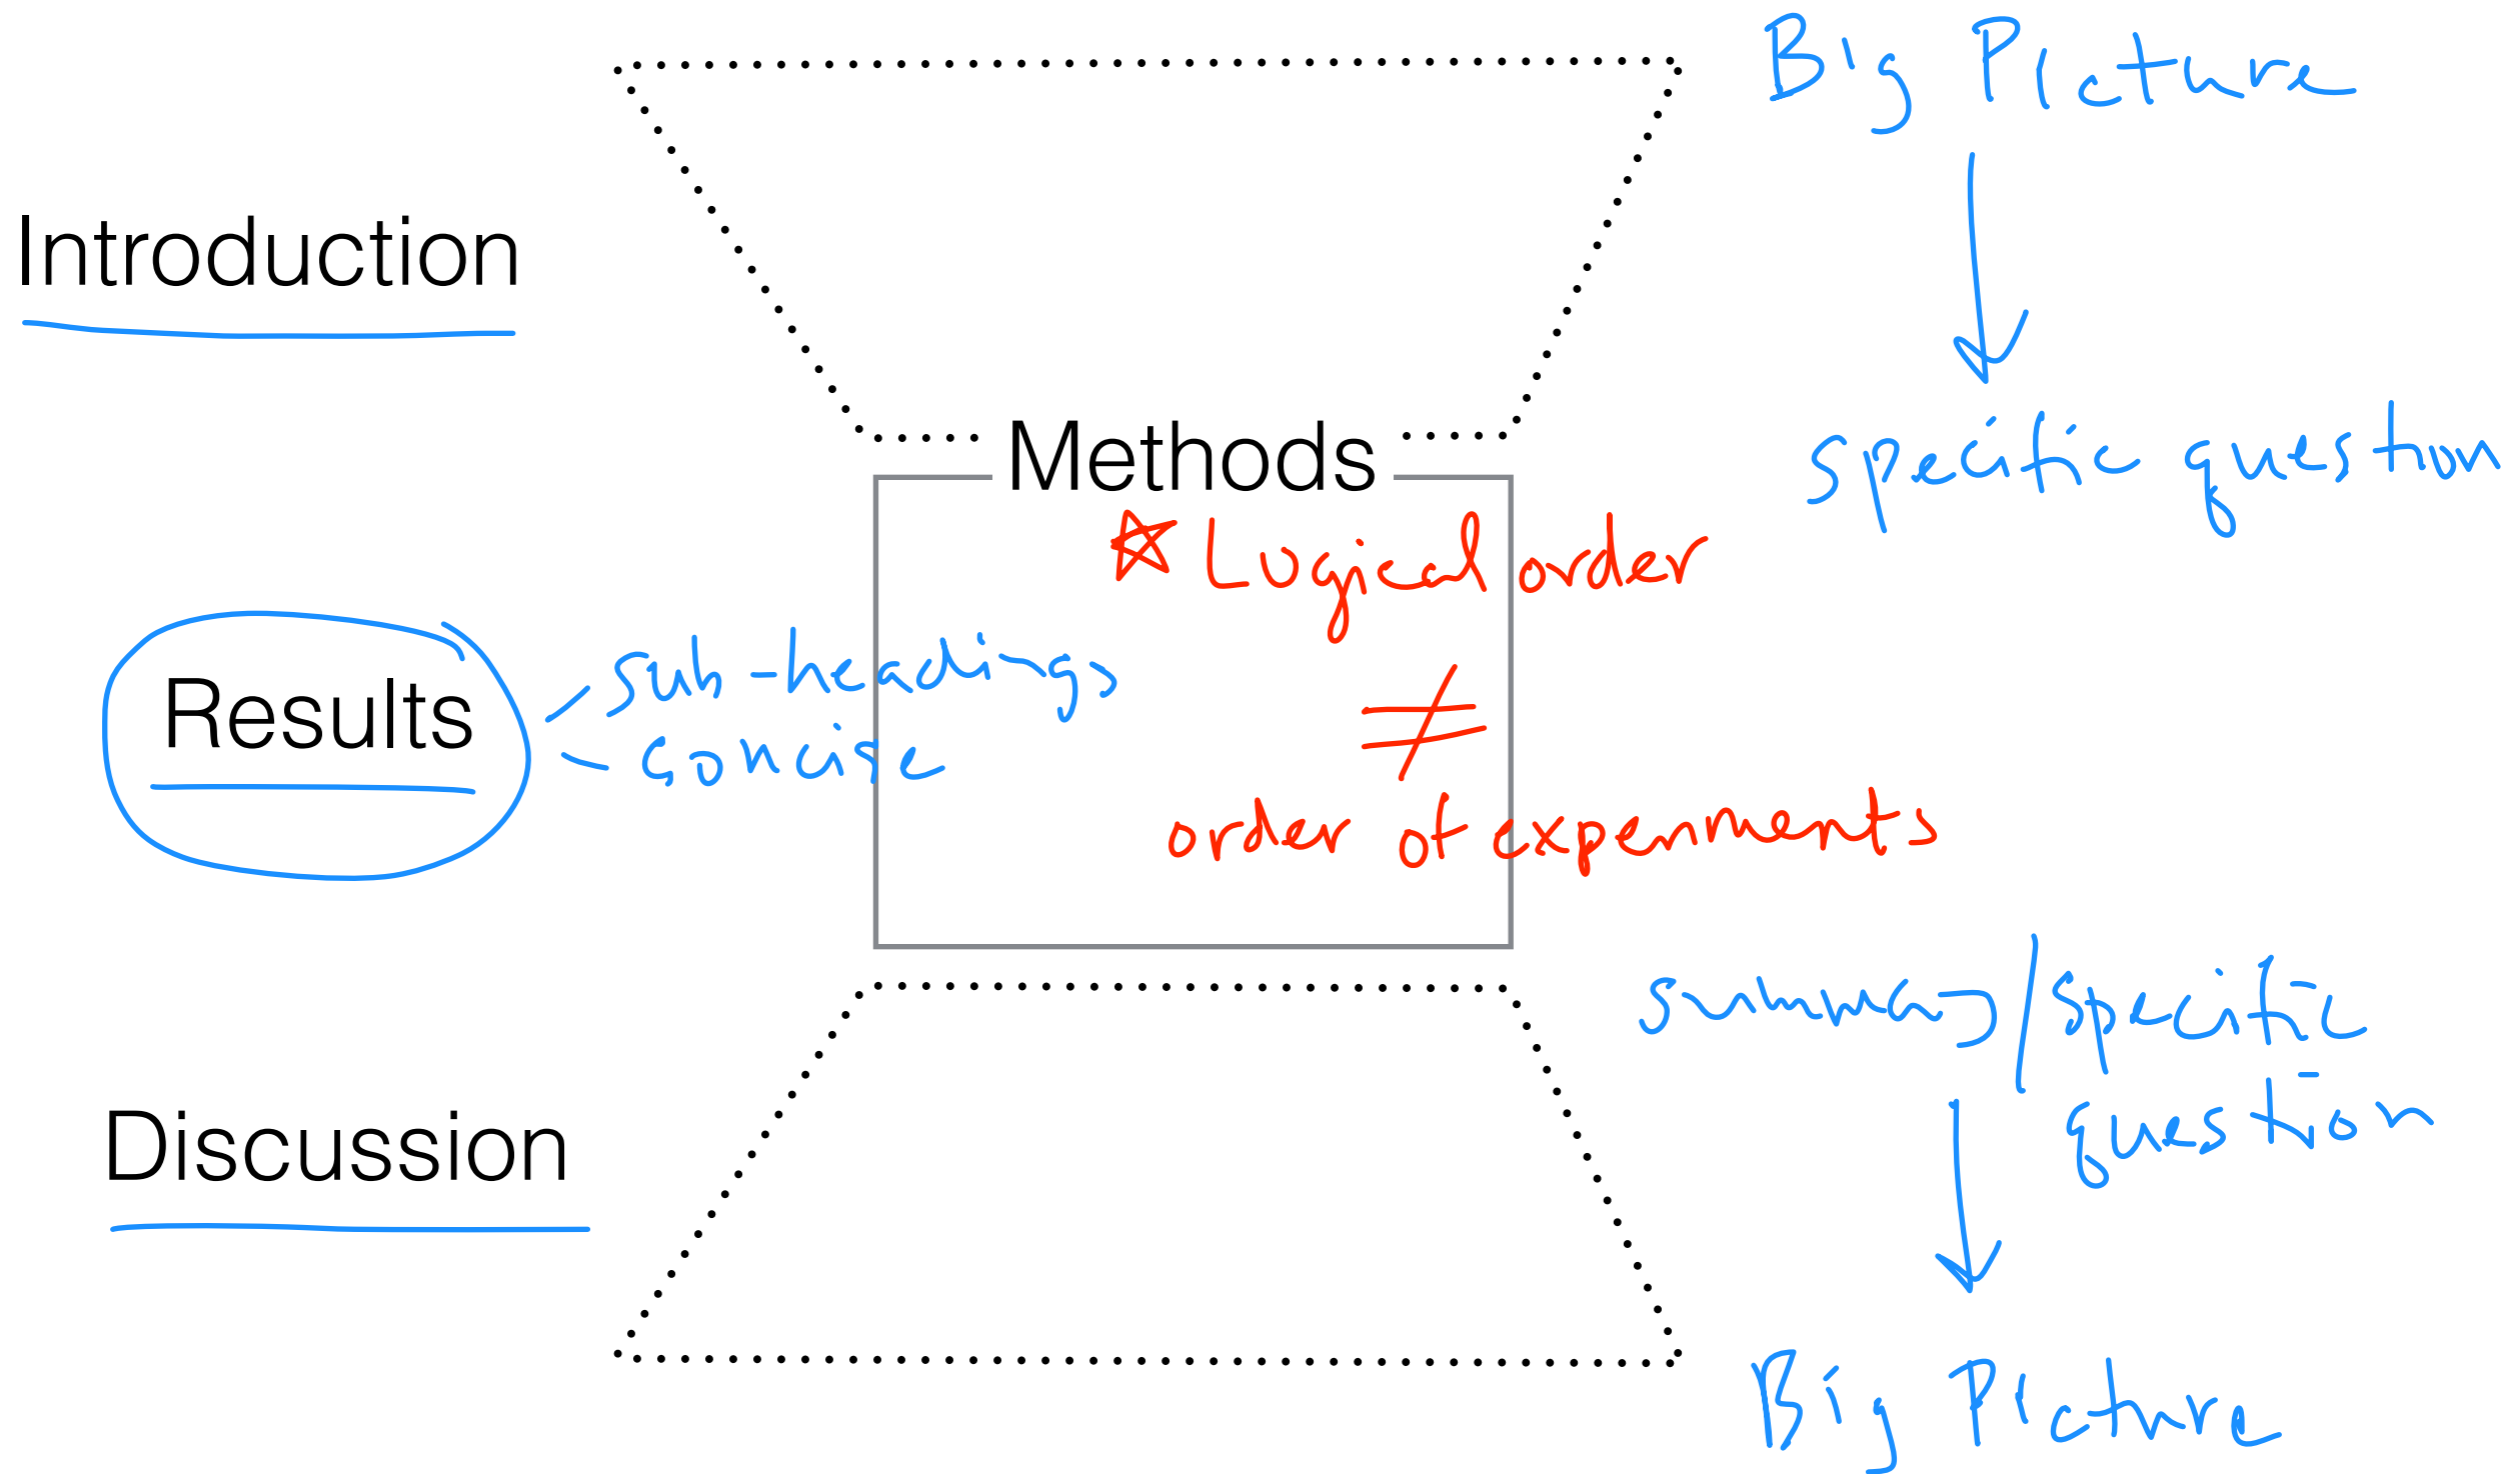 Big Picture
Introduction
specific question
Methods
Logical order
sub-headings
Results
concise
≠
order of experiments
summary/specific
question
Discussion
Big Picture